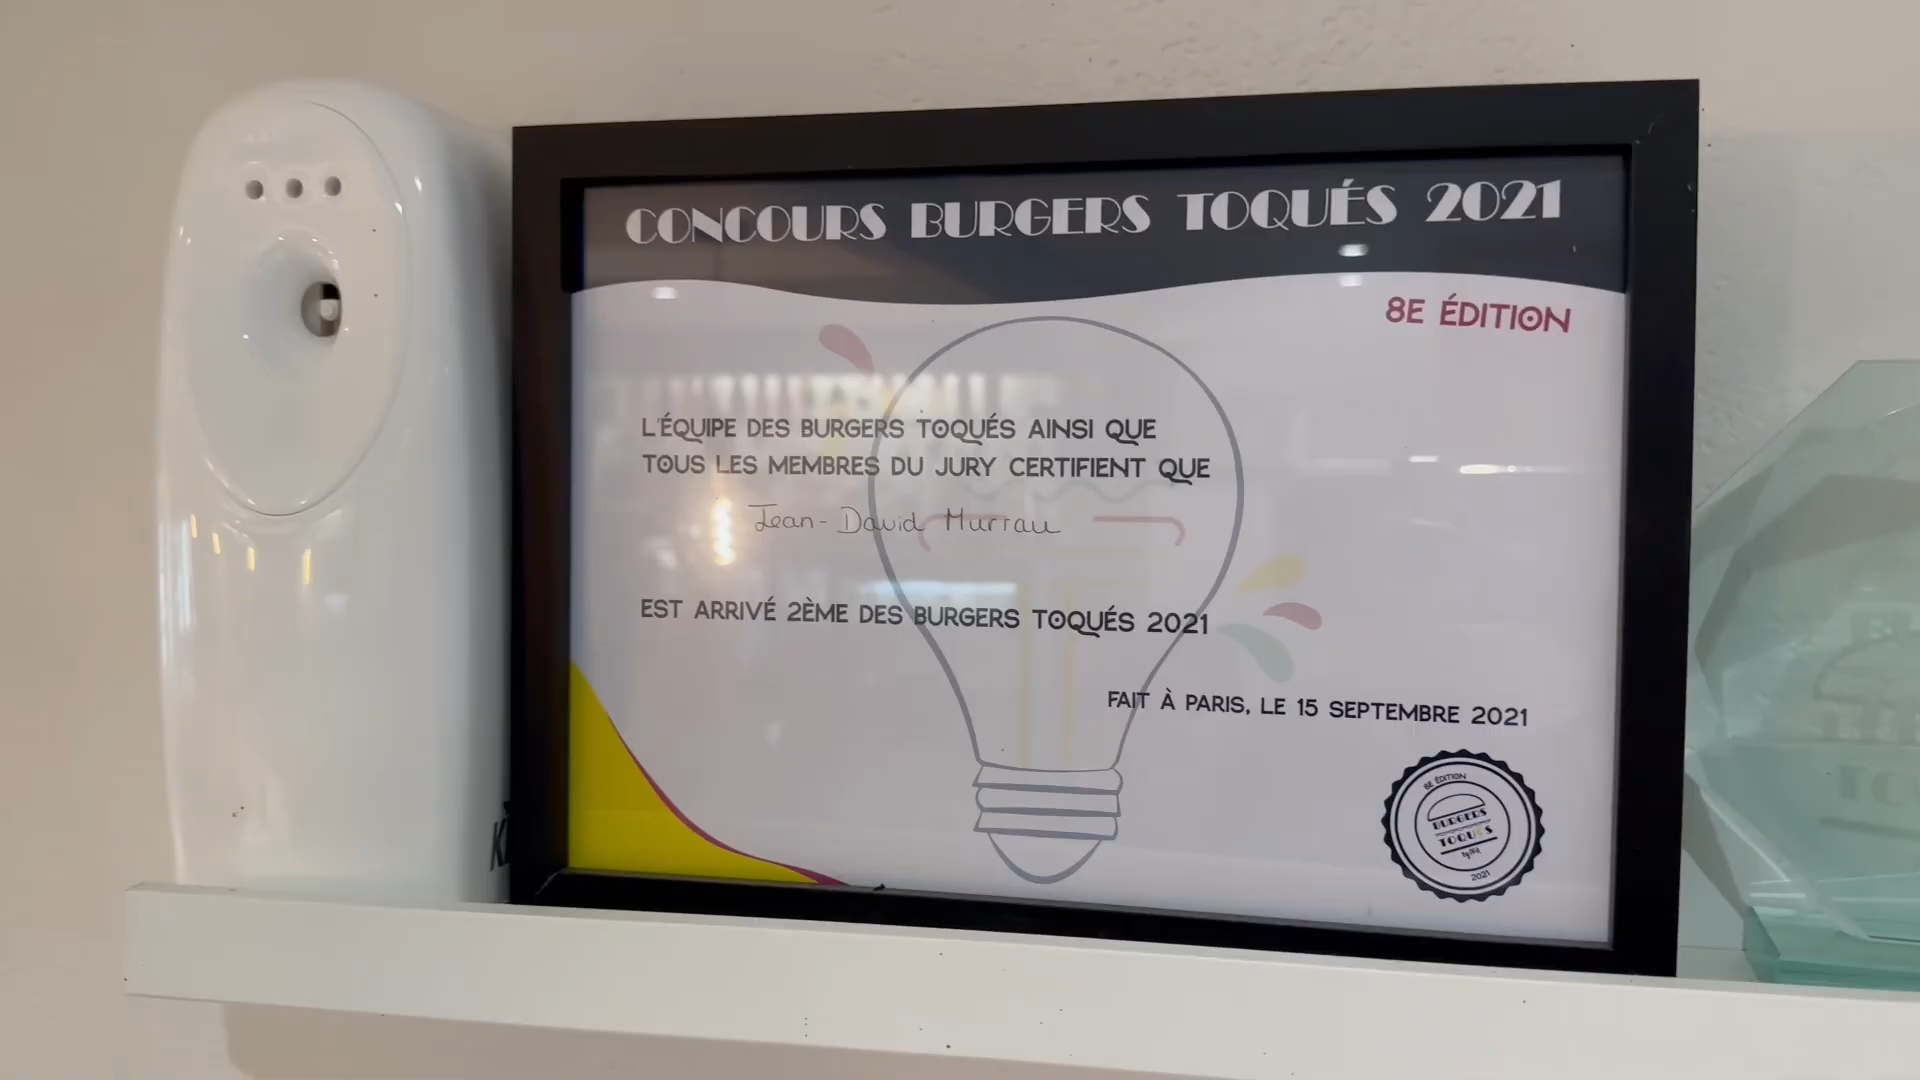 CONCOURS BURGERS TOQUÉS 2021
8E ÉDITION
L'ÉQUIPE DES BURGERS TOQUÉS AINSI QUE
TOUS LES MEMBRES DU JURY CERTIFIENT QUE
Jean-David Murrau
EST ARRIVÉ 2ÈME DES BURGERS TOQUÉS 2021
FAIT À PARIS, LE 15 SEPTEMBRE 2021
8E ÉDITION
BURGERS
TOQUÉS
2021